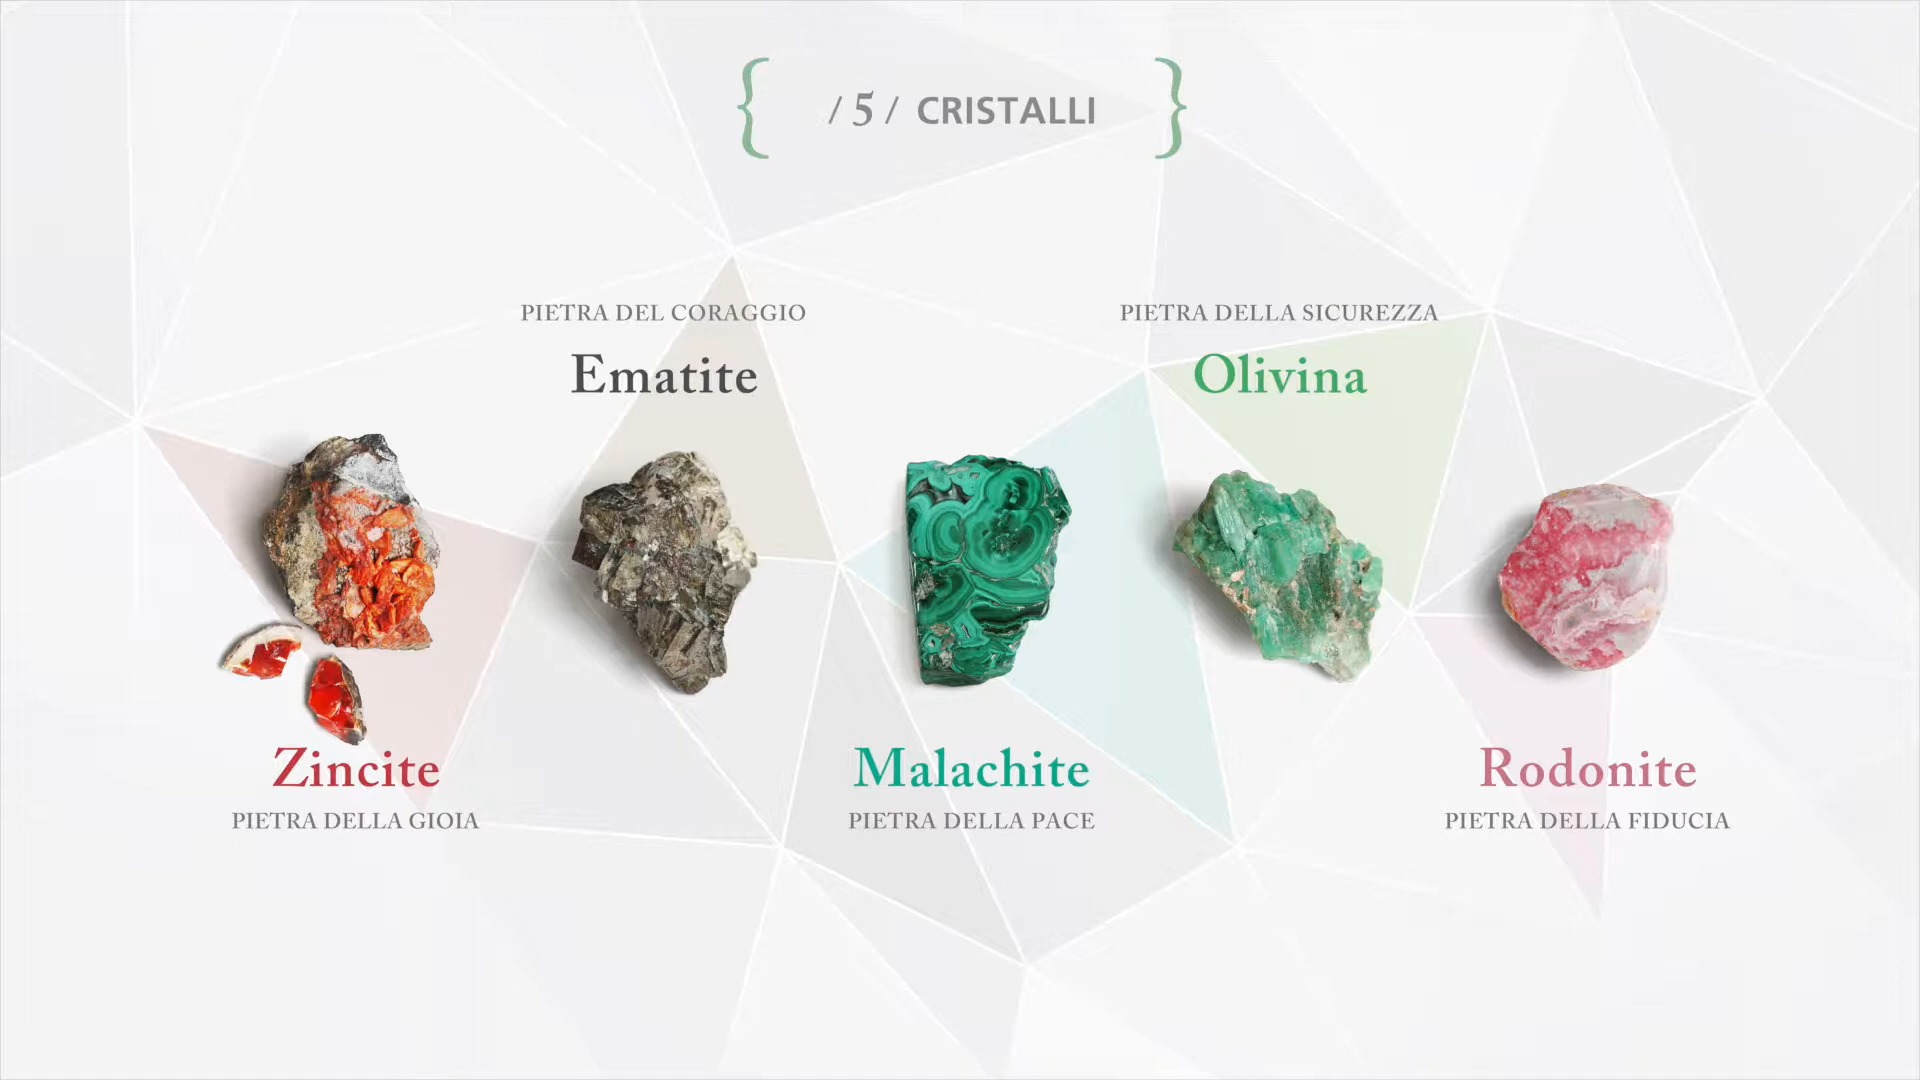 / 5 / CRISTALLI
PIETRA DEL CORAGGIO
Ematite
PIETRA DELLA SICUREZZA
Olivina
Zincite
PIETRA DELLA GIOIA
Malachite
PIETRA DELLA PACE
Rodonite
PIETRA DELLA FIDUCIA